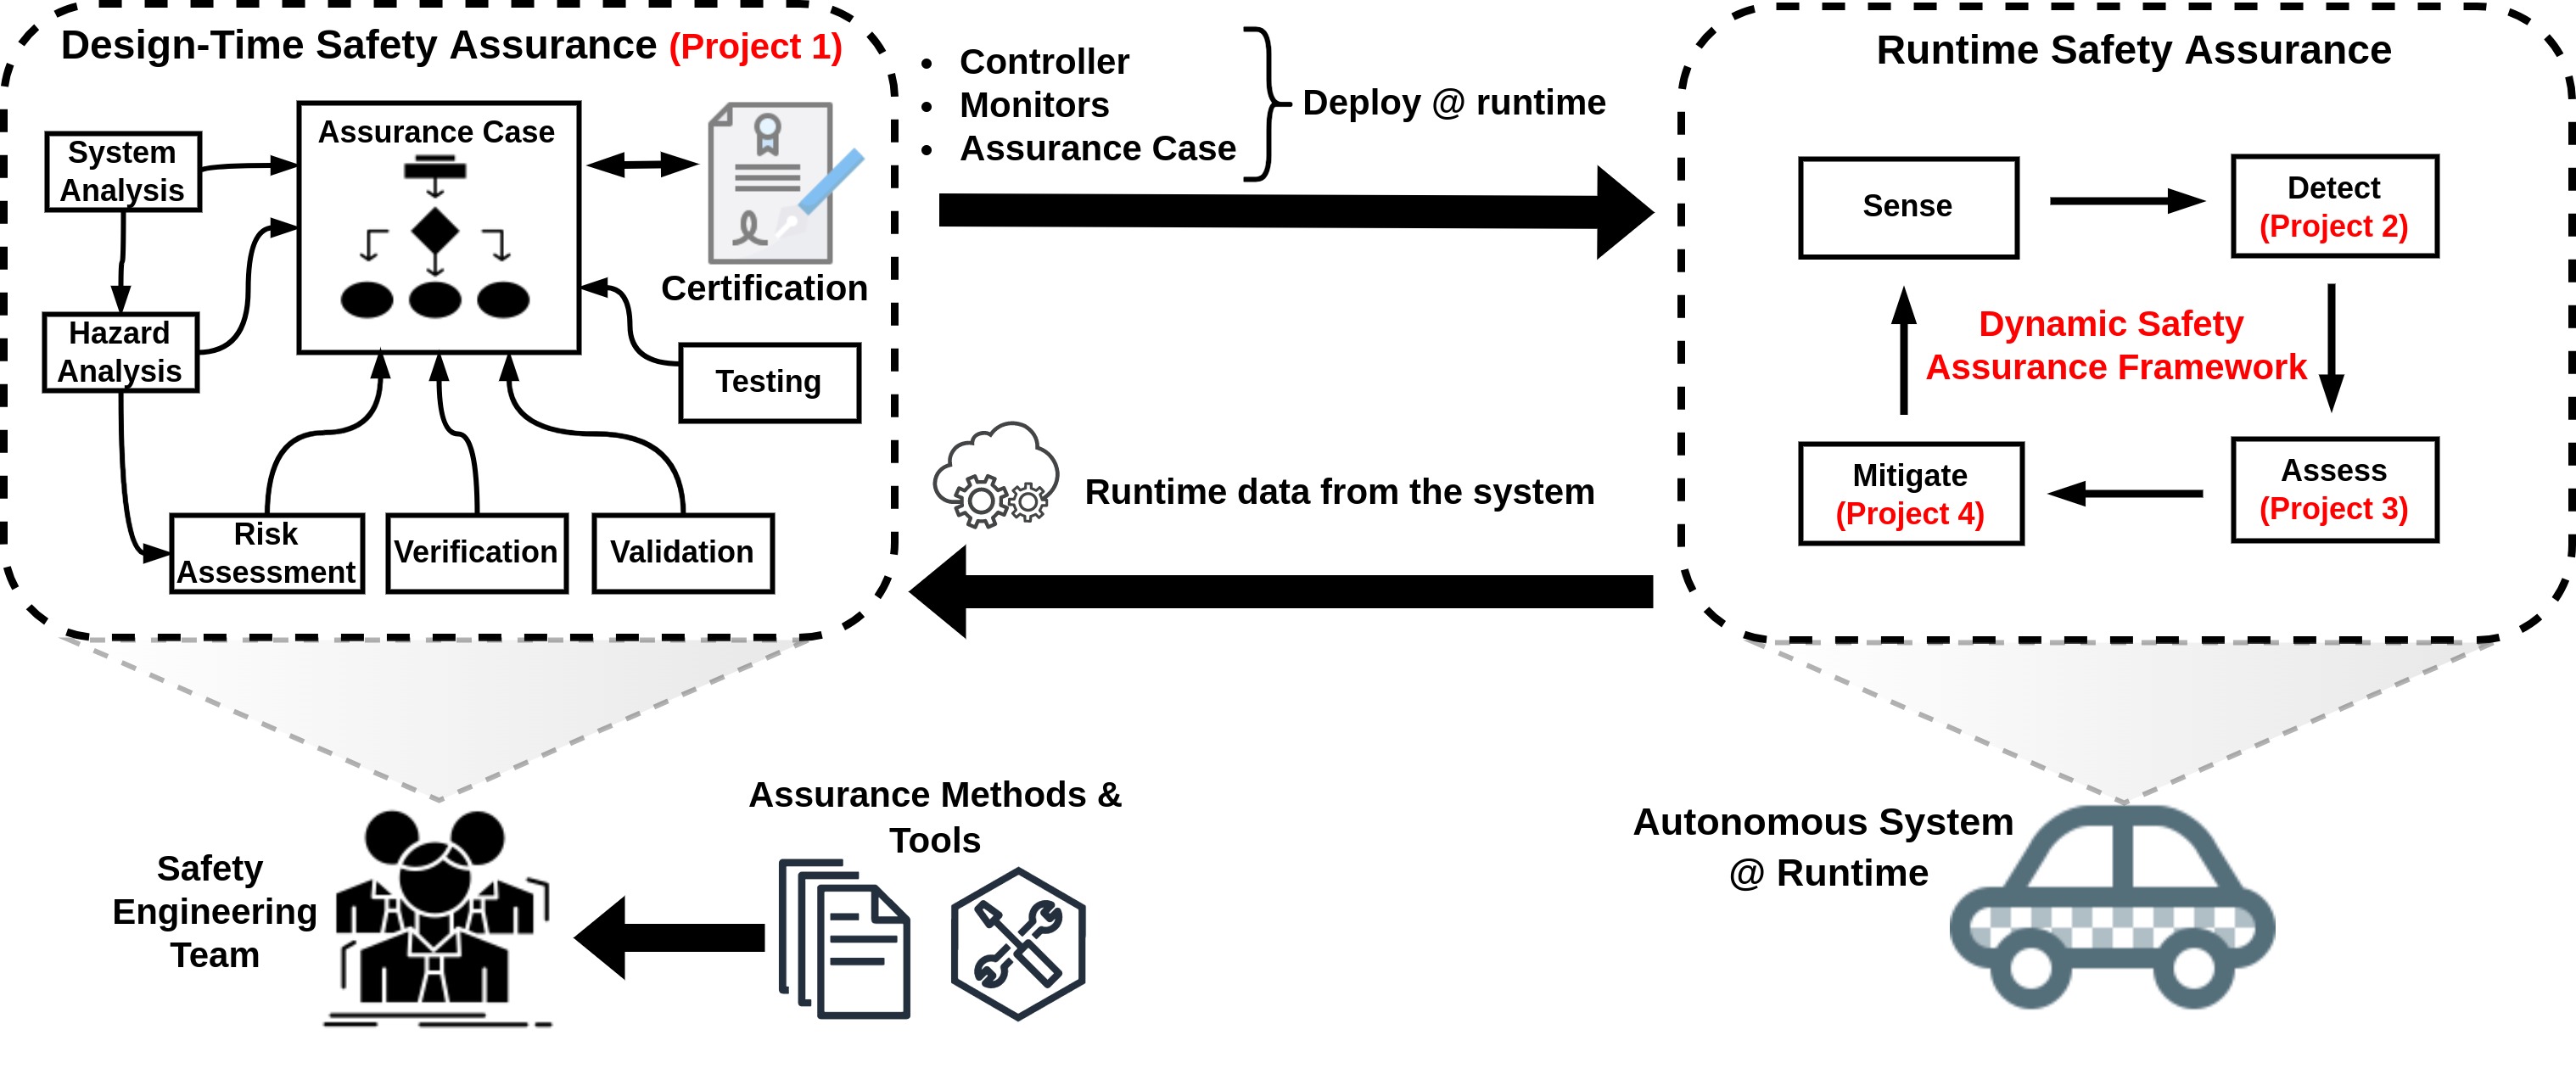 Design-Time Safety Assurance (Project 1)
System
Analysis
Assurance Case
Certification
Hazard
Analysis
Testing
Risk
Assessment
Verification
Validation
• Controller
• Monitors
• Assurance Case
Deploy @ runtime
Runtime data from the system
Runtime Safety Assurance
Sense
Detect
(Project 2)
Dynamic Safety
Assurance Framework
Mitigate
(Project 4)
Assess
(Project 3)
Safety
Engineering
Team
Assurance Methods &
Tools
Autonomous System
@ Runtime